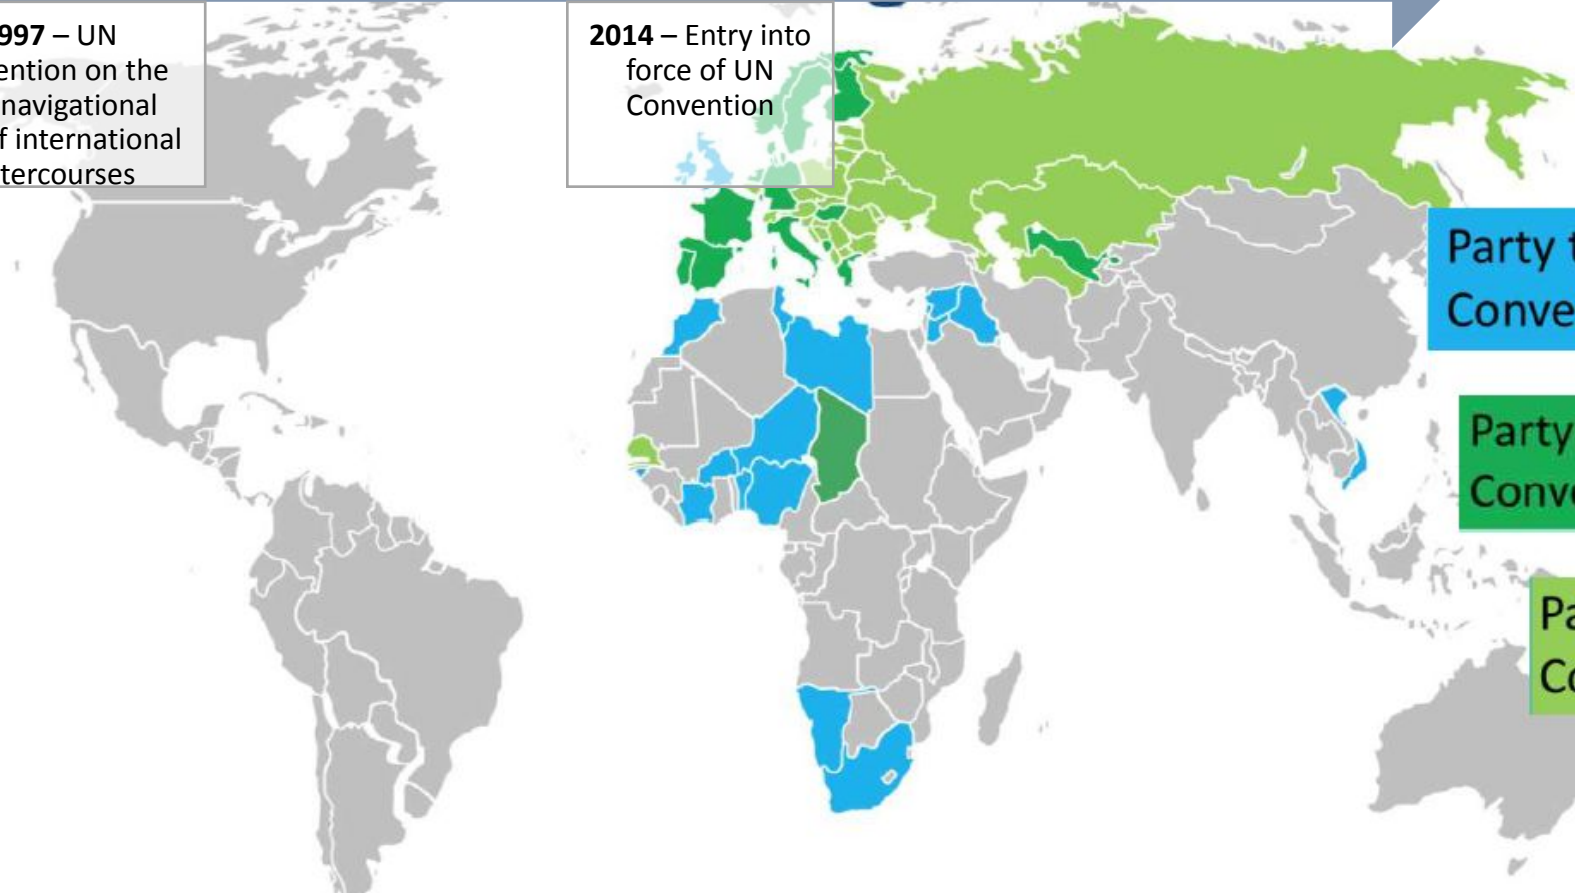 997 – UN
ention on the
navigational
f international
tercourses
2014 – Entry into
force of UN
Convention
Party t
Conve
Party
Conve
Pa
Co